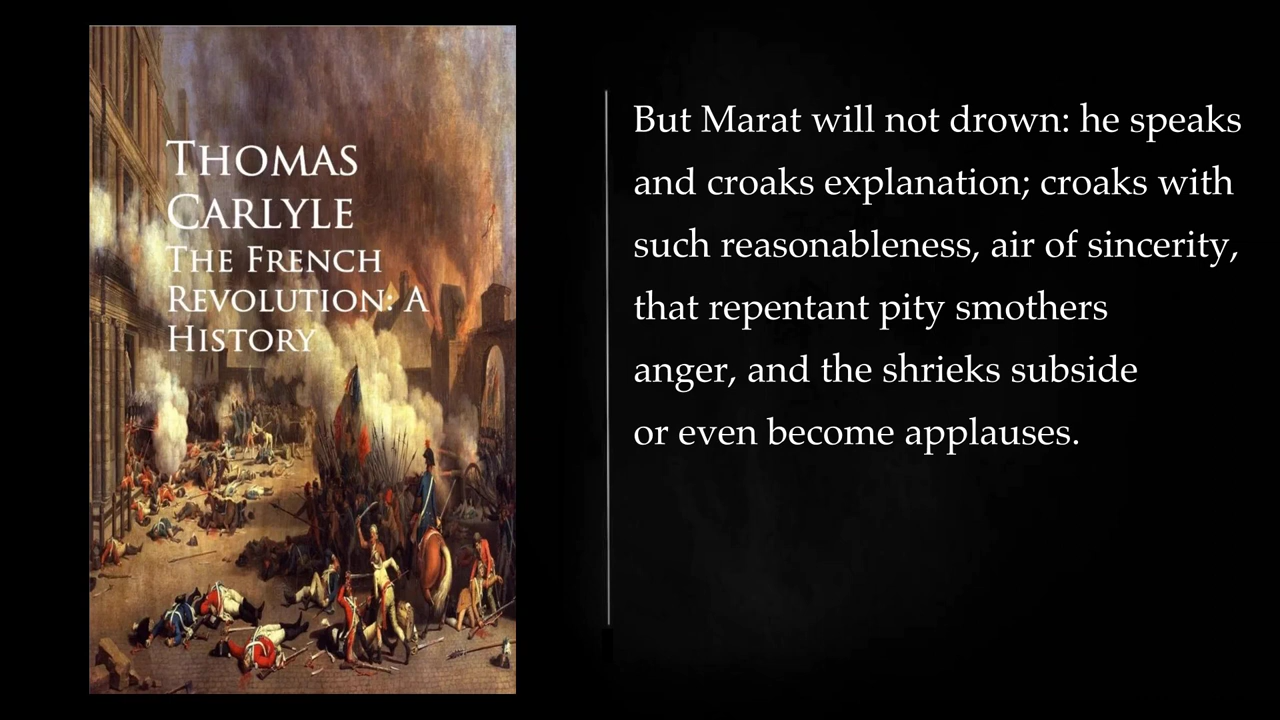 THOMAS
CARLYLE
THE FRENCH
REVOLUTION: A
HISTORY
But Marat will not drown: he speaks
and croaks explanation; croaks with
such reasonableness, air of sincerity,
that repentant pity smothers
anger, and the shrieks subside
or even become applauses.